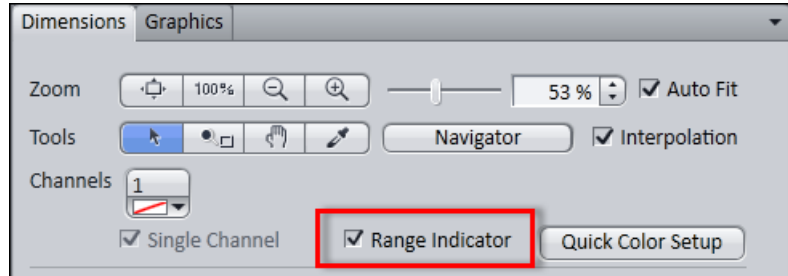 Dimensions Graphics
Zoom 100% 53 % Auto Fit
Tools Navigator Interpolation
Channels 1
Single Channel Range Indicator Quick Color Setup